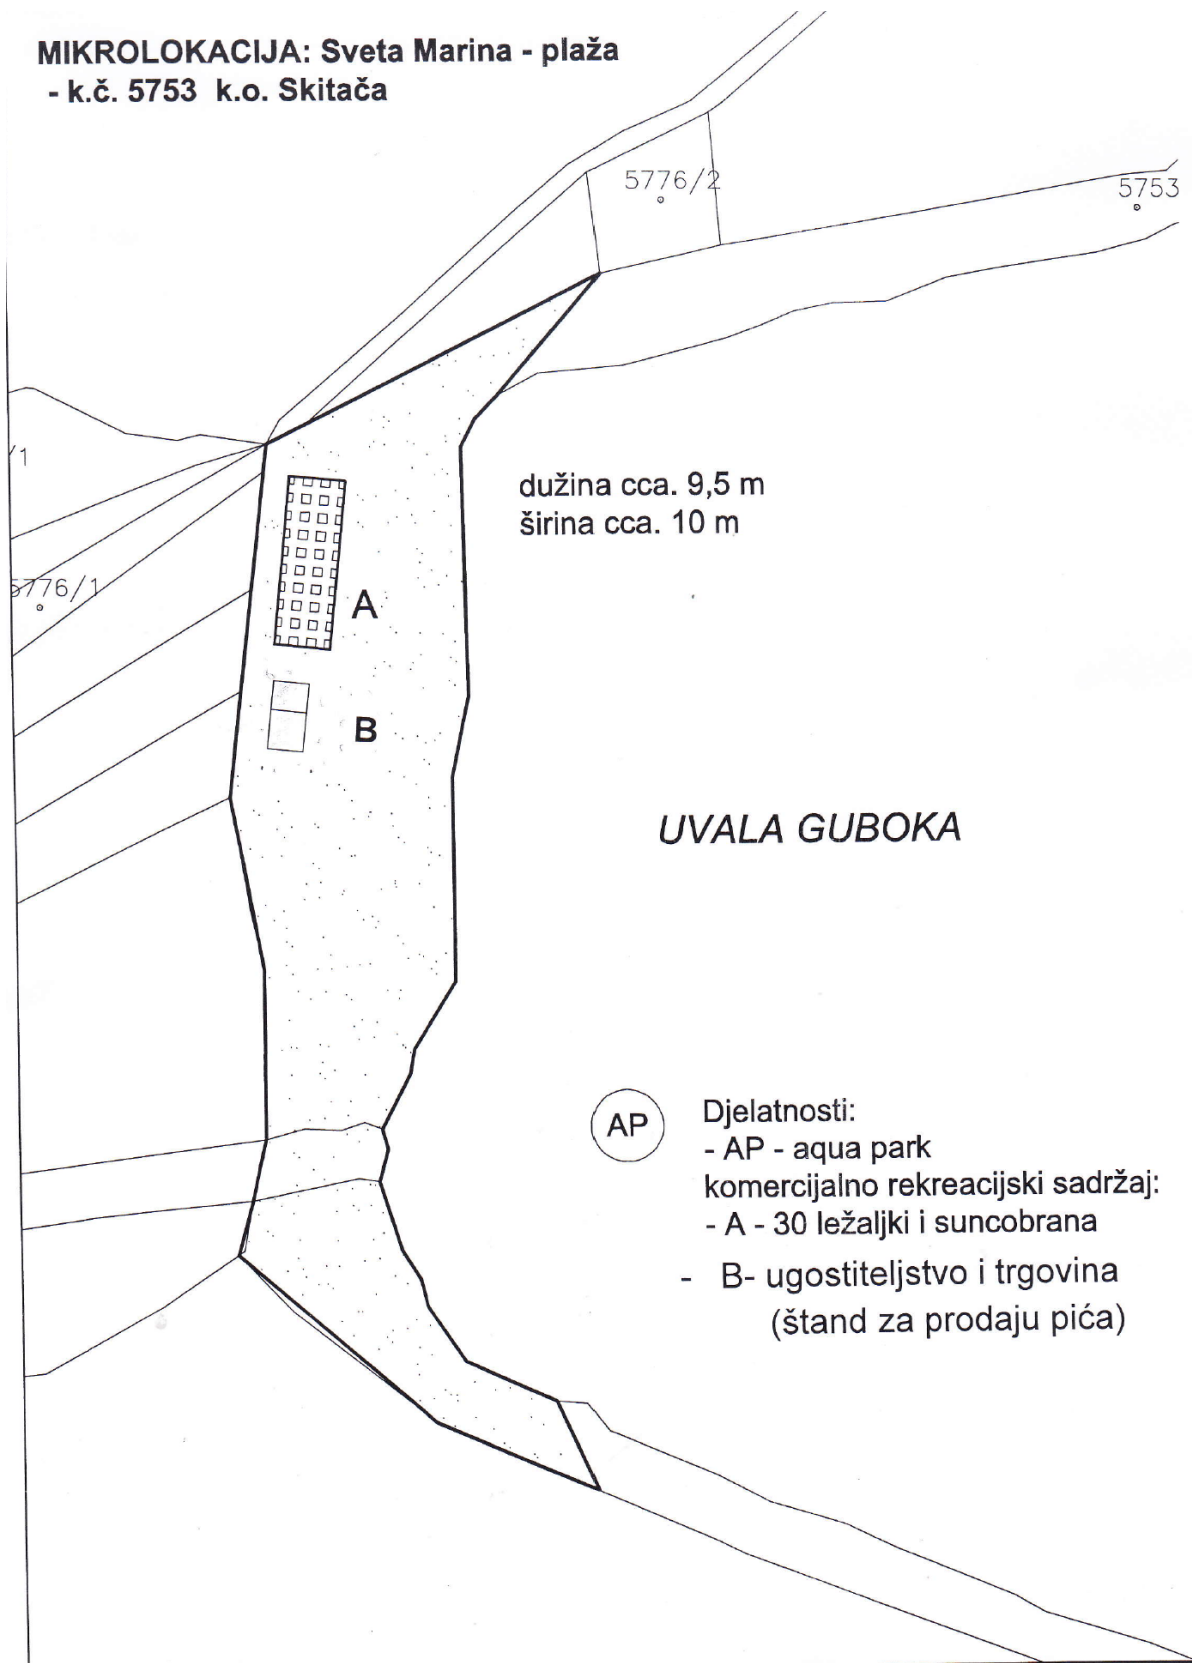 MIKROLOKACIJA: Sveta Marina - plaža
- k.č. 5753 k.o. Skitača
5776/2
5753
/1
dužina cca. 9,5 m
širina cca. 10 m
5776/1
A
B
UVALA GUBOKA
AP
Djelatnosti:
- AP - aqua park
komercijalno rekreacijski sadržaj:
- A - 30 ležaljki i suncobrana
- B- ugostiteljstvo i trgovina
(štand za prodaju pića)